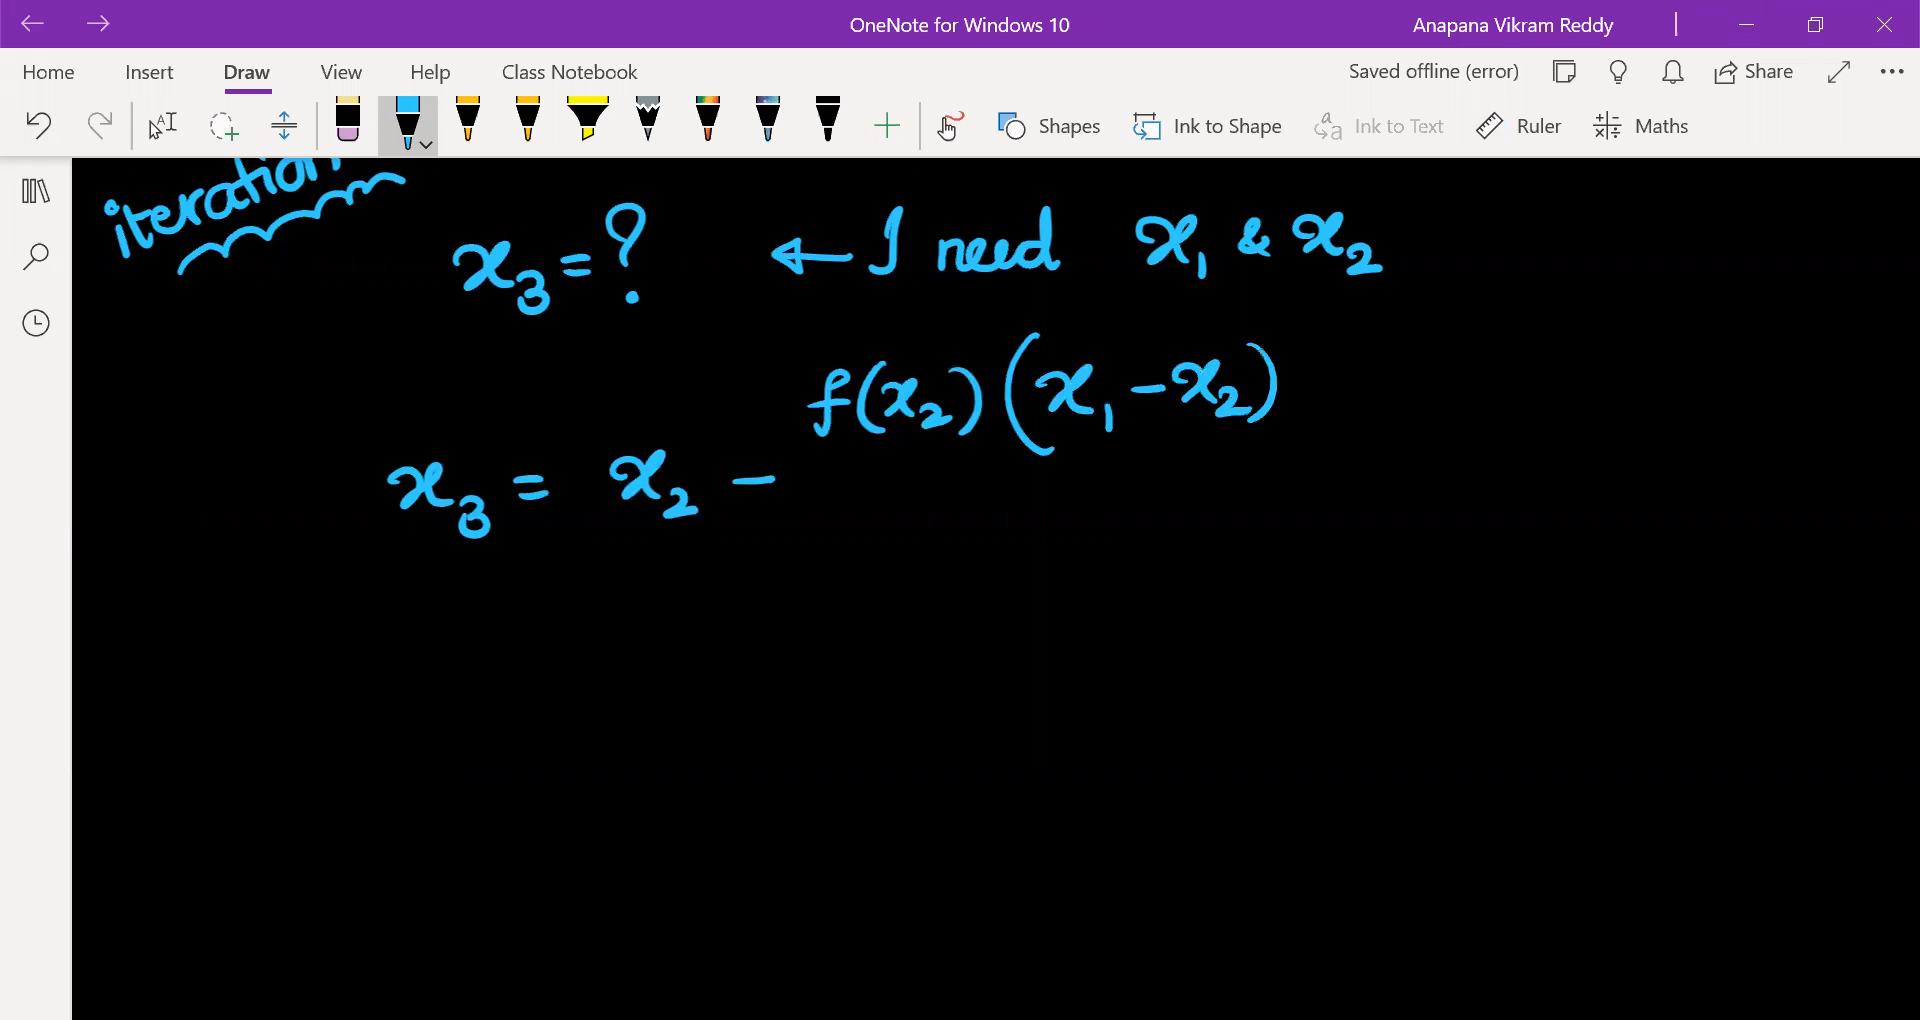 OneNote for Windows 10
Anapana Vikram Reddy
Home Insert Draw View Help Class Notebook
Saved offline (error) Share
Shapes Ink to Shape Ink to Text Ruler Maths
iteration
x₃ = ? ← I need x₁ & x₂
f(x₂)(x₁ - x₂)
x₃ = x₂ -